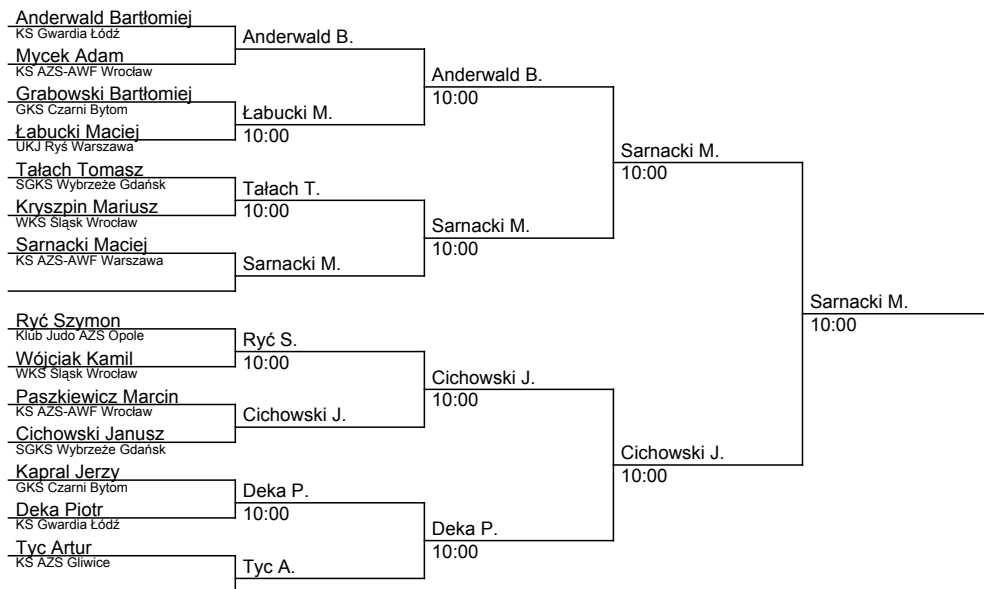 Anderwald Bartłomiej
KS Gwardia Łódź
Mycek Adam
KS AZS-AWF Wrocław
Grabowski Bartłomiej
GKS Czarni Bytom
Łabucki Maciej
UKJ Ryś Warszawa
Tałach Tomasz
SGKS Wybrzeże Gdańsk
Kryszpin Mariusz
WKS Śląsk Wrocław
Sarnacki Maciej
KS AZS-AWF Warszawa
Ryć Szymon
Klub Judo AZS Opole
Wójciak Kamil
WKS Śląsk Wrocław
Paszkiewicz Marcin
KS AZS-AWF Wrocław
Cichowski Janusz
SGKS Wybrzeże Gdańsk
Kapral Jerzy
GKS Czarni Bytom
Deka Piotr
KS Gwardia Łódź
Tyc Artur
KS AZS Gliwice
Anderwald B.
Łabucki M.
10:00
Tałach T.
10:00
Sarnacki M.
Ryć S.
10:00
Cichowski J.
Deka P.
10:00
Tyc A.
Anderwald B.
10:00
Sarnacki M.
10:00
Cichowski J.
10:00
Deka P.
10:00
Sarnacki M.
10:00
Cichowski J.
10:00
Sarnacki M.
10:00